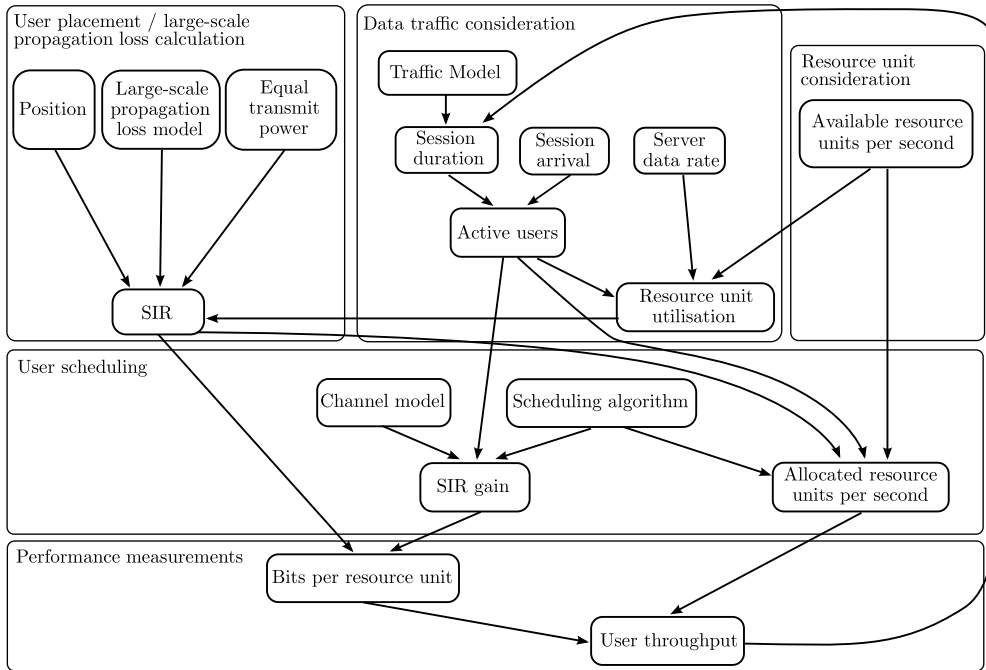 User placement / large-scale
propagation loss calculation
Position
Large-scale
propagation
loss model
Equal
transmit
power
SIR
Data traffic consideration
Traffic Model
Session
duration
Session
arrival
Server
data rate
Active users
Resource unit
utilisation
Resource unit
consideration
Available resource
units per second
User scheduling
Channel model
Scheduling algorithm
SIR gain
Allocated resource
units per second
Performance measurements
Bits per resource unit
User throughput